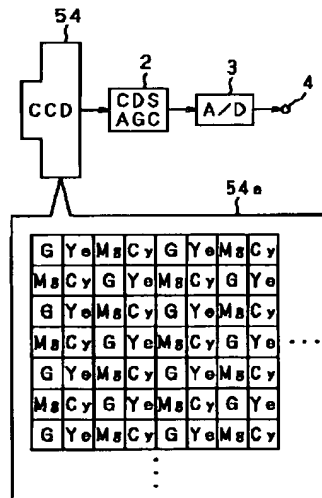 54
CCD
2
CDS
AGC
3
A/D
4
54a
G Ye Mg Cy G Ye Mg Cy
Mg Cy G Ye Mg Cy G Ye
G Ye Mg Cy G Ye Mg Cy
Mg Cy G Ye Mg Cy G Ye
G Ye Mg Cy G Ye Mg Cy
Mg Cy G Ye Mg Cy G Ye
G Ye Mg Cy G Ye Mg Cy